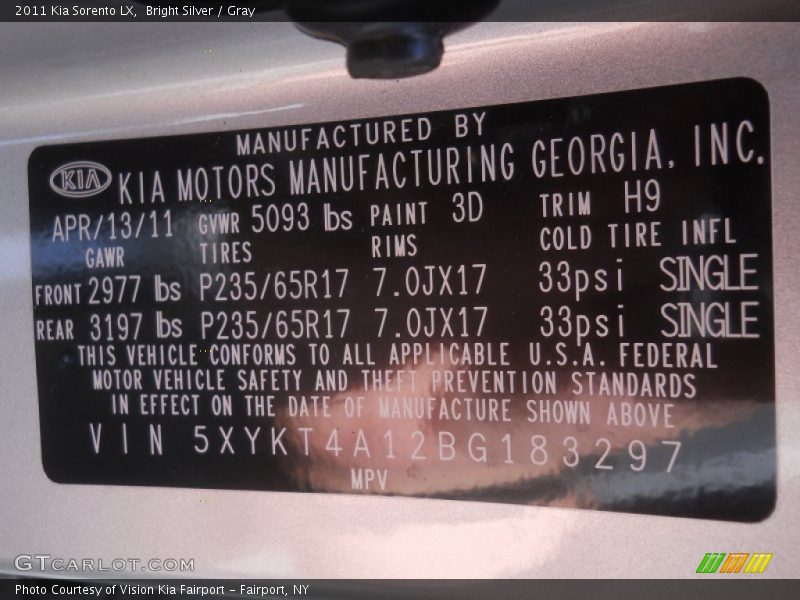 2011 Kia Sorento LX, Bright Silver / Gray
MANUFACTURED BY
KIA KIA MOTORS MANUFACTURING GEORGIA, INC.
APR/13/11 GVWR 5093 lbs PAINT 3D TRIM H9
GAWR TIRES RIMS COLD TIRE INFL
FRONT 2977 lbs P235/65R17 7.0JX17 33psi SINGLE
REAR 3197 lbs P235/65R17 7.0JX17 33psi SINGLE
THIS VEHICLE CONFORMS TO ALL APPLICABLE U.S.A. FEDERAL
MOTOR VEHICLE SAFETY AND THEFT PREVENTION STANDARDS
IN EFFECT ON THE DATE OF MANUFACTURE SHOWN ABOVE
VIN 5XYKT4A12BG183297
MPV
GTCARLOT.COM
Photo Courtesy of Vision Kia Fairport - Fairport, NY